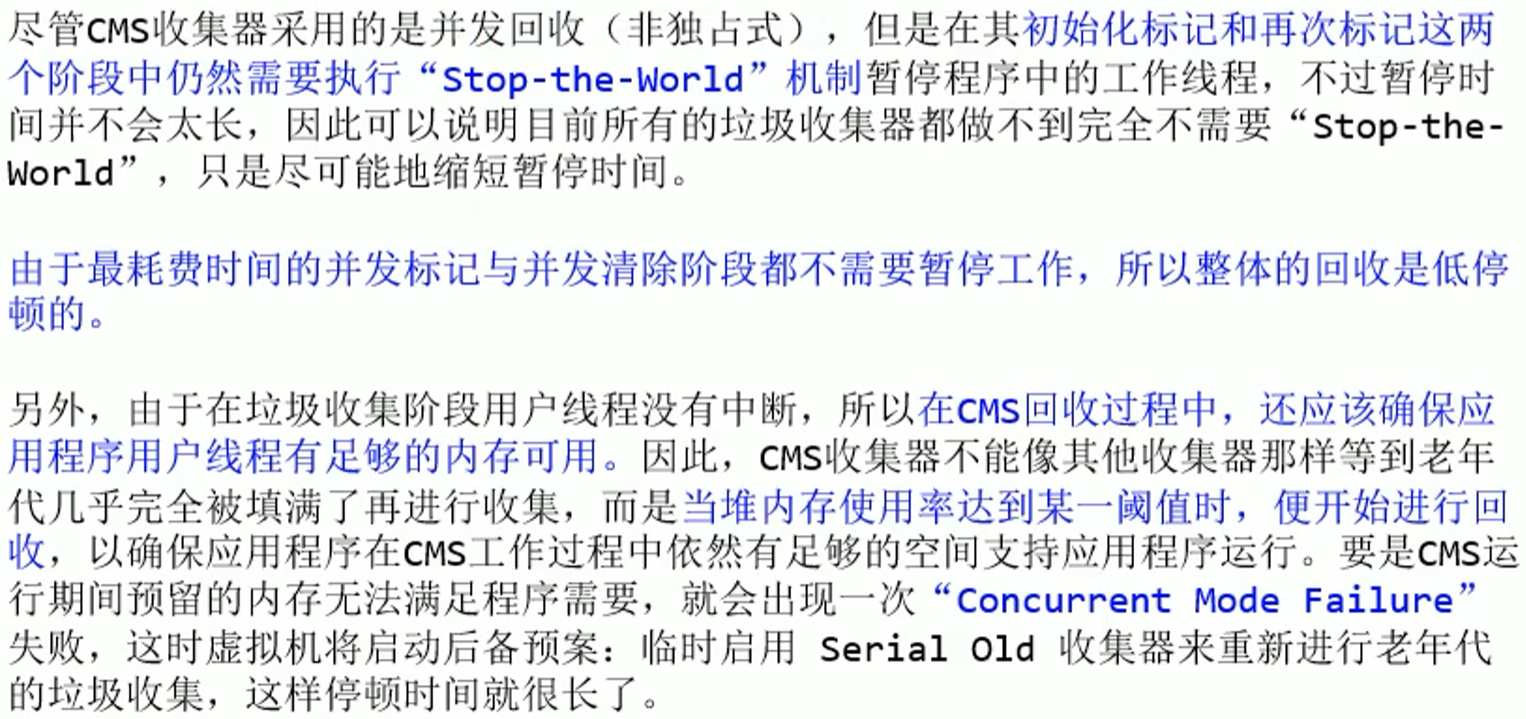 尽管CMS收集器采用的是并发回收（非独占式），但是在其初始化标记和再次标记这两
个阶段中仍然需要执行“Stop-the-World”机制暂停程序中的工作线程，不过暂停时
间并不会太长，因此可以说明目前所有的垃圾收集器都做不到完全不需要“Stop-the-
World”，只是尽可能地缩短暂停时间。
由于最耗费时间的并发标记与并发清除阶段都不需要暂停工作，所以整体的回收是低停
顿的。
另外，由于在垃圾收集阶段用户线程没有中断，所以在CMS回收过程中，还应该确保应
用程序用户线程有足够的内存可用。因此，CMS收集器不能像其他收集器那样等到老年
代几乎完全被填满了再进行收集，而是当堆内存使用率达到某一阈值时，便开始进行回
收，以确保应用程序在CMS工作过程中依然有足够的空间支持应用程序运行。要是CMS运
行期间预留的内存无法满足程序需要，就会出现一次“Concurrent Mode Failure”
失败，这时虚拟机将启动后备预案：临时启用 Serial Old 收集器来重新进行老年代
的垃圾收集，这样停顿时间就很长了。